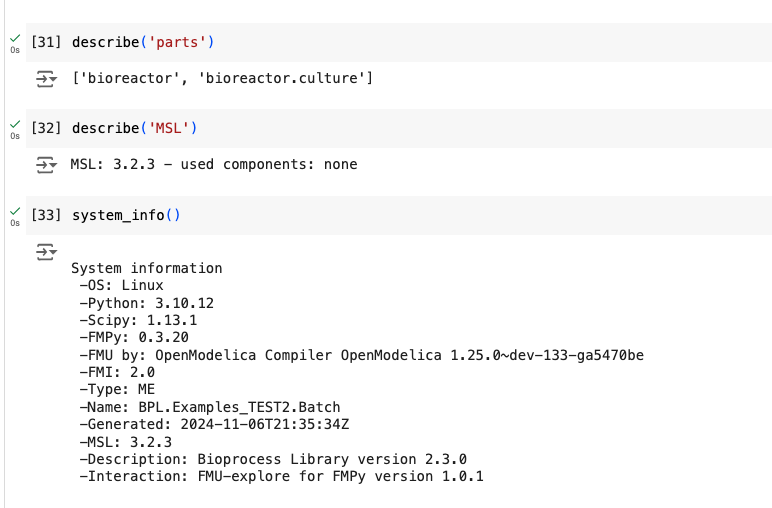 [31] describe('parts')
0s
['bioreactor', 'bioreactor.culture']
[32] describe('MSL')
0s
MSL: 3.2.3 – used components: none
[33] system_info()
0s
System information
–OS: Linux
–Python: 3.10.12
–Scipy: 1.13.1
–FMPy: 0.3.20
–FMU by: OpenModelica Compiler OpenModelica 1.25.0~dev-133-ga5470be
–FMI: 2.0
–Type: ME
–Name: BPL.Examples_TEST2.Batch
–Generated: 2024-11-06T21:35:34Z
–MSL: 3.2.3
–Description: Bioprocess Library version 2.3.0
–Interaction: FMU-explore for FMPy version 1.0.1